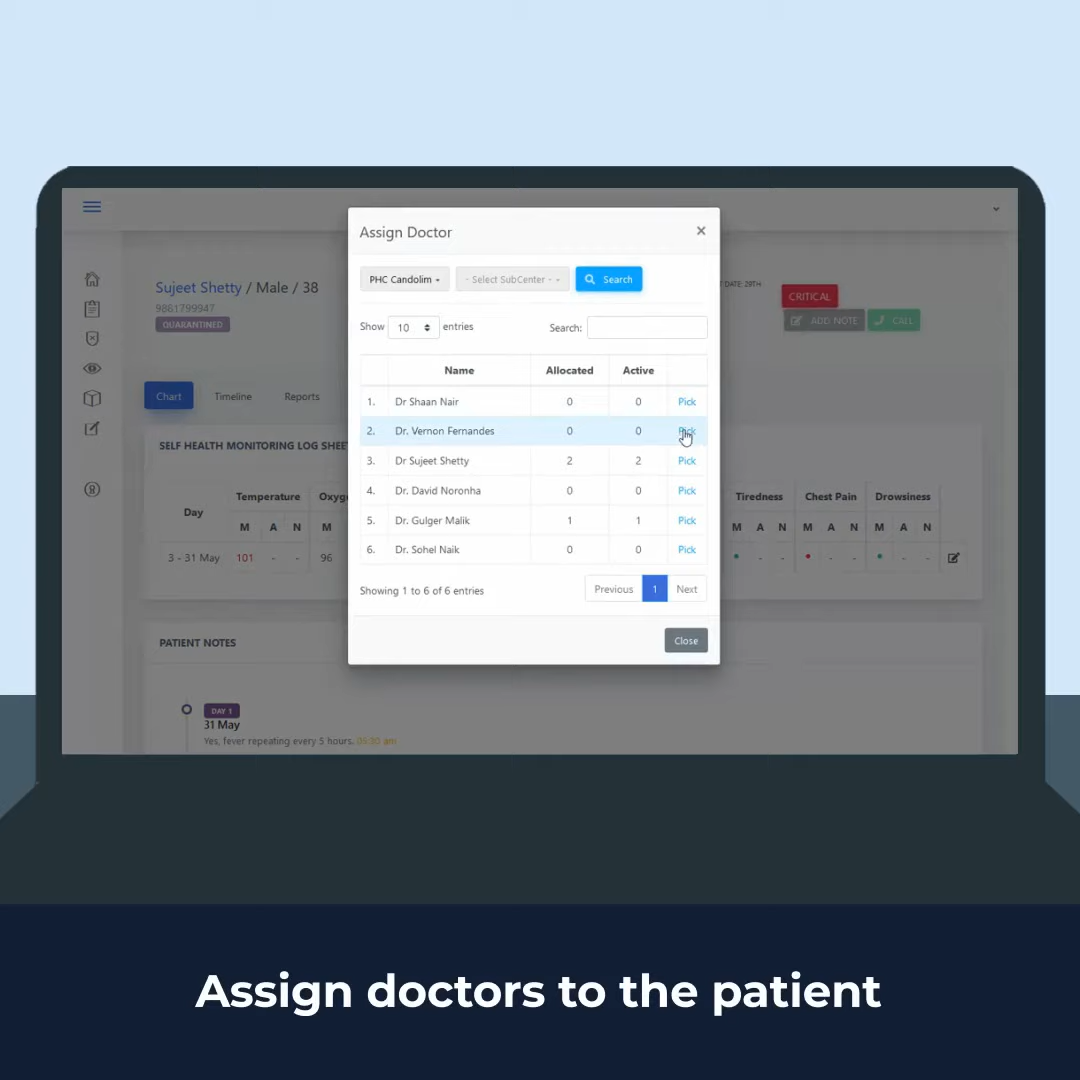 Assign Doctor ×
PHC Candolim - Select SubCenter - Search
Show 10 entries Search:
Name Allocated Active
1. Dr Shaan Nair 0 0 Pick
2. Dr. Vernon Fernandes 0 0 Pick
3. Dr Sujeet Shetty 2 2 Pick
4. Dr. David Noronha 0 0 Pick
5. Dr. Gulger Malik 1 1 Pick
6. Dr. Sohel Naik 0 0 Pick
Showing 1 to 6 of 6 entries Previous 1 Next
Close
Sujeet Shetty / Male / 38
9861799947
QUARANTINED
DATE: 29TH
CRITICAL
ADD NOTE CALL
Chart Timeline Reports
SELF HEALTH MONITORING LOG SHEET
Day Temperature Tiredness Chest Pain Drowsiness
M A N M M A N M A N M A N
3 - 31 May 101 - - 96 - - - - - -
PATIENT NOTES
DAY 1
31 May
Yes, fever repeating every 5 hours.
Assign doctors to the patient